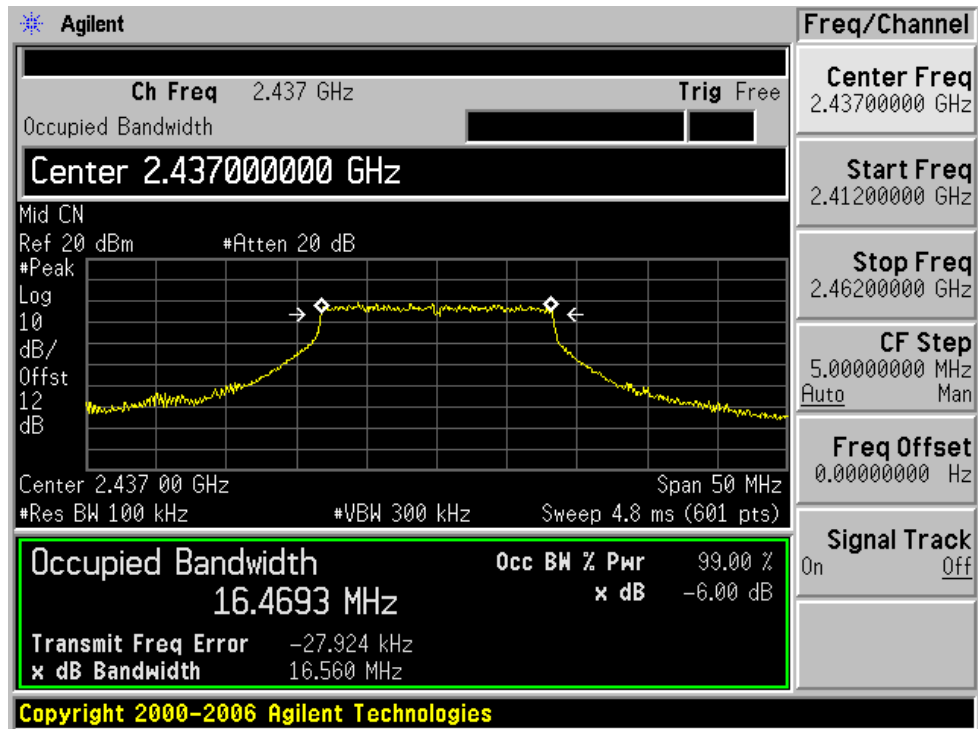 Agilent
Freq/Channel
Ch Freq 2.437 GHz Trig Free
Occupied Bandwidth
Center 2.437000000 GHz
Mid CN
Ref 20 dBm #Atten 20 dB
#Peak
Log
10
dB/
Offst
12
dB
Center 2.437 00 GHz Span 50 MHz
#Res BW 100 kHz #VBW 300 kHz Sweep 4.8 ms (601 pts)
Occupied Bandwidth
16.4693 MHz
Occ BW % Pwr 99.00 %
x dB -6.00 dB
Transmit Freq Error -27.924 kHz
x dB Bandwidth 16.560 MHz
Center Freq
2.43700000 GHz
Start Freq
2.41200000 GHz
Stop Freq
2.46200000 GHz
CF Step
5.00000000 MHz
Auto Man
Freq Offset
0.00000000 Hz
Signal Track
On Off
Copyright 2000-2006 Agilent Technologies